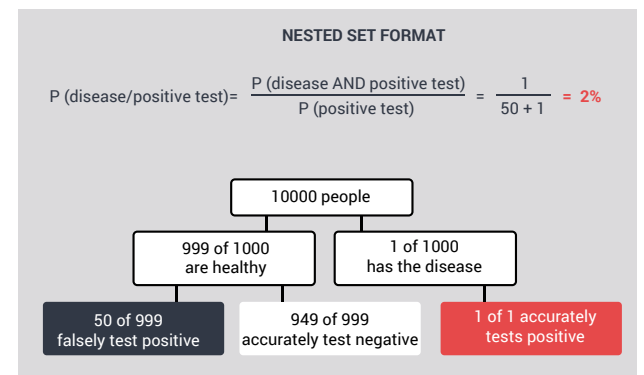 NESTED SET FORMAT
P (disease/positive test)= P (disease AND positive test) / P (positive test) = 1 / 50 + 1 = 2%
10000 people
999 of 1000
are healthy
1 of 1000
has the disease
50 of 999
falsely test positive
949 of 999
accurately test negative
1 of 1 accurately
tests positive